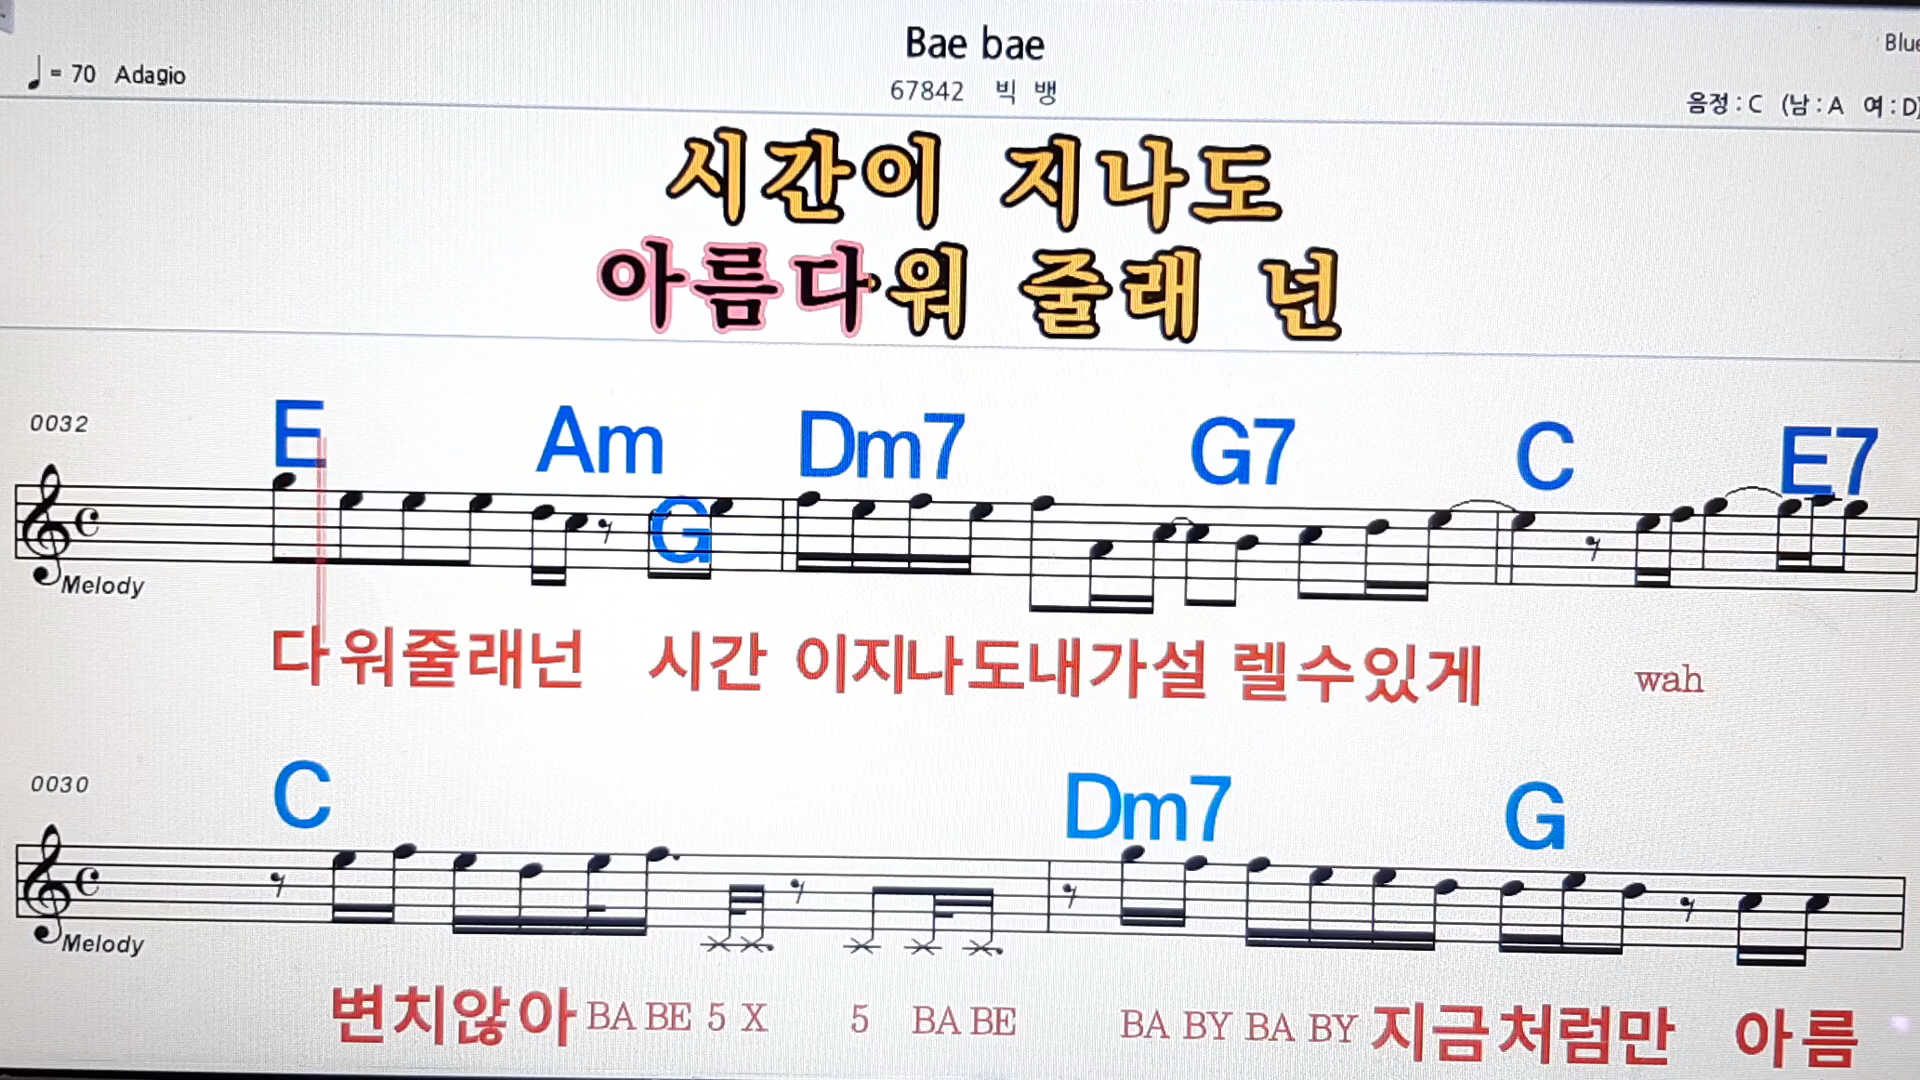 Bae bae
Blue
♩= 70 Adagio
67842 빅 뱅
음정 : C (남 : A 여 : D)
시간이 지나도
아름다워 줄래 넌
0032
E Am G Dm7 G7 C E7
Melody
다워줄래넌 시간 이지나도내가설 렐수있게 wah
0030
C Dm7 G
Melody
변치않아 BA BE 5 X 5 BA BE BA BY BA BY 지금처럼만 아름